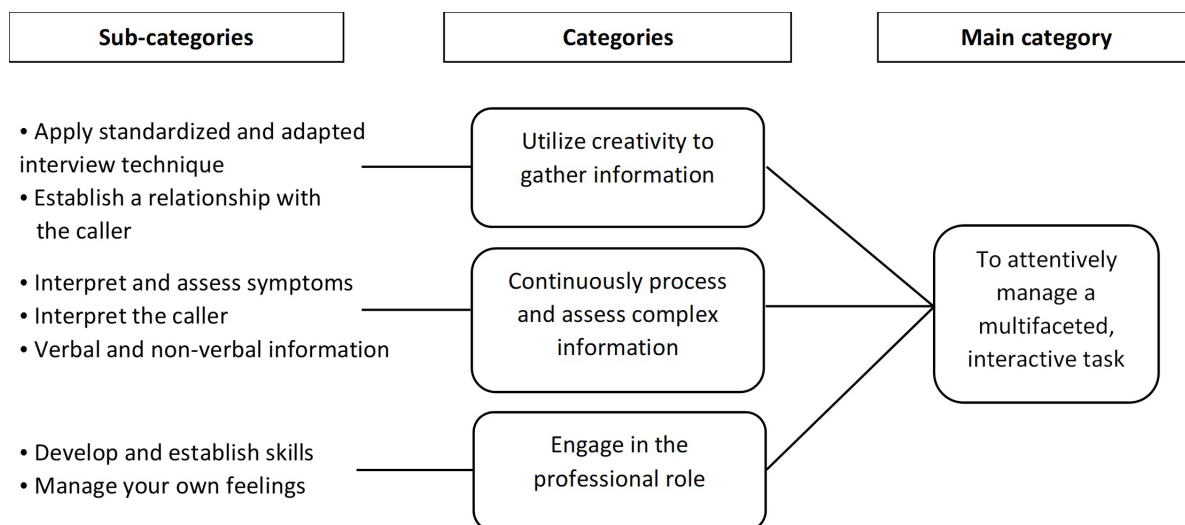 Sub-categories
Categories
Main category
• Apply standardized and adapted
interview technique
• Establish a relationship with
the caller
Utilize creativity to
gather information
• Interpret and assess symptoms
• Interpret the caller
• Verbal and non-verbal information
Continuously process
and assess complex
information
• Develop and establish skills
• Manage your own feelings
Engage in the
professional role
To attentively
manage a
multifaceted,
interactive task